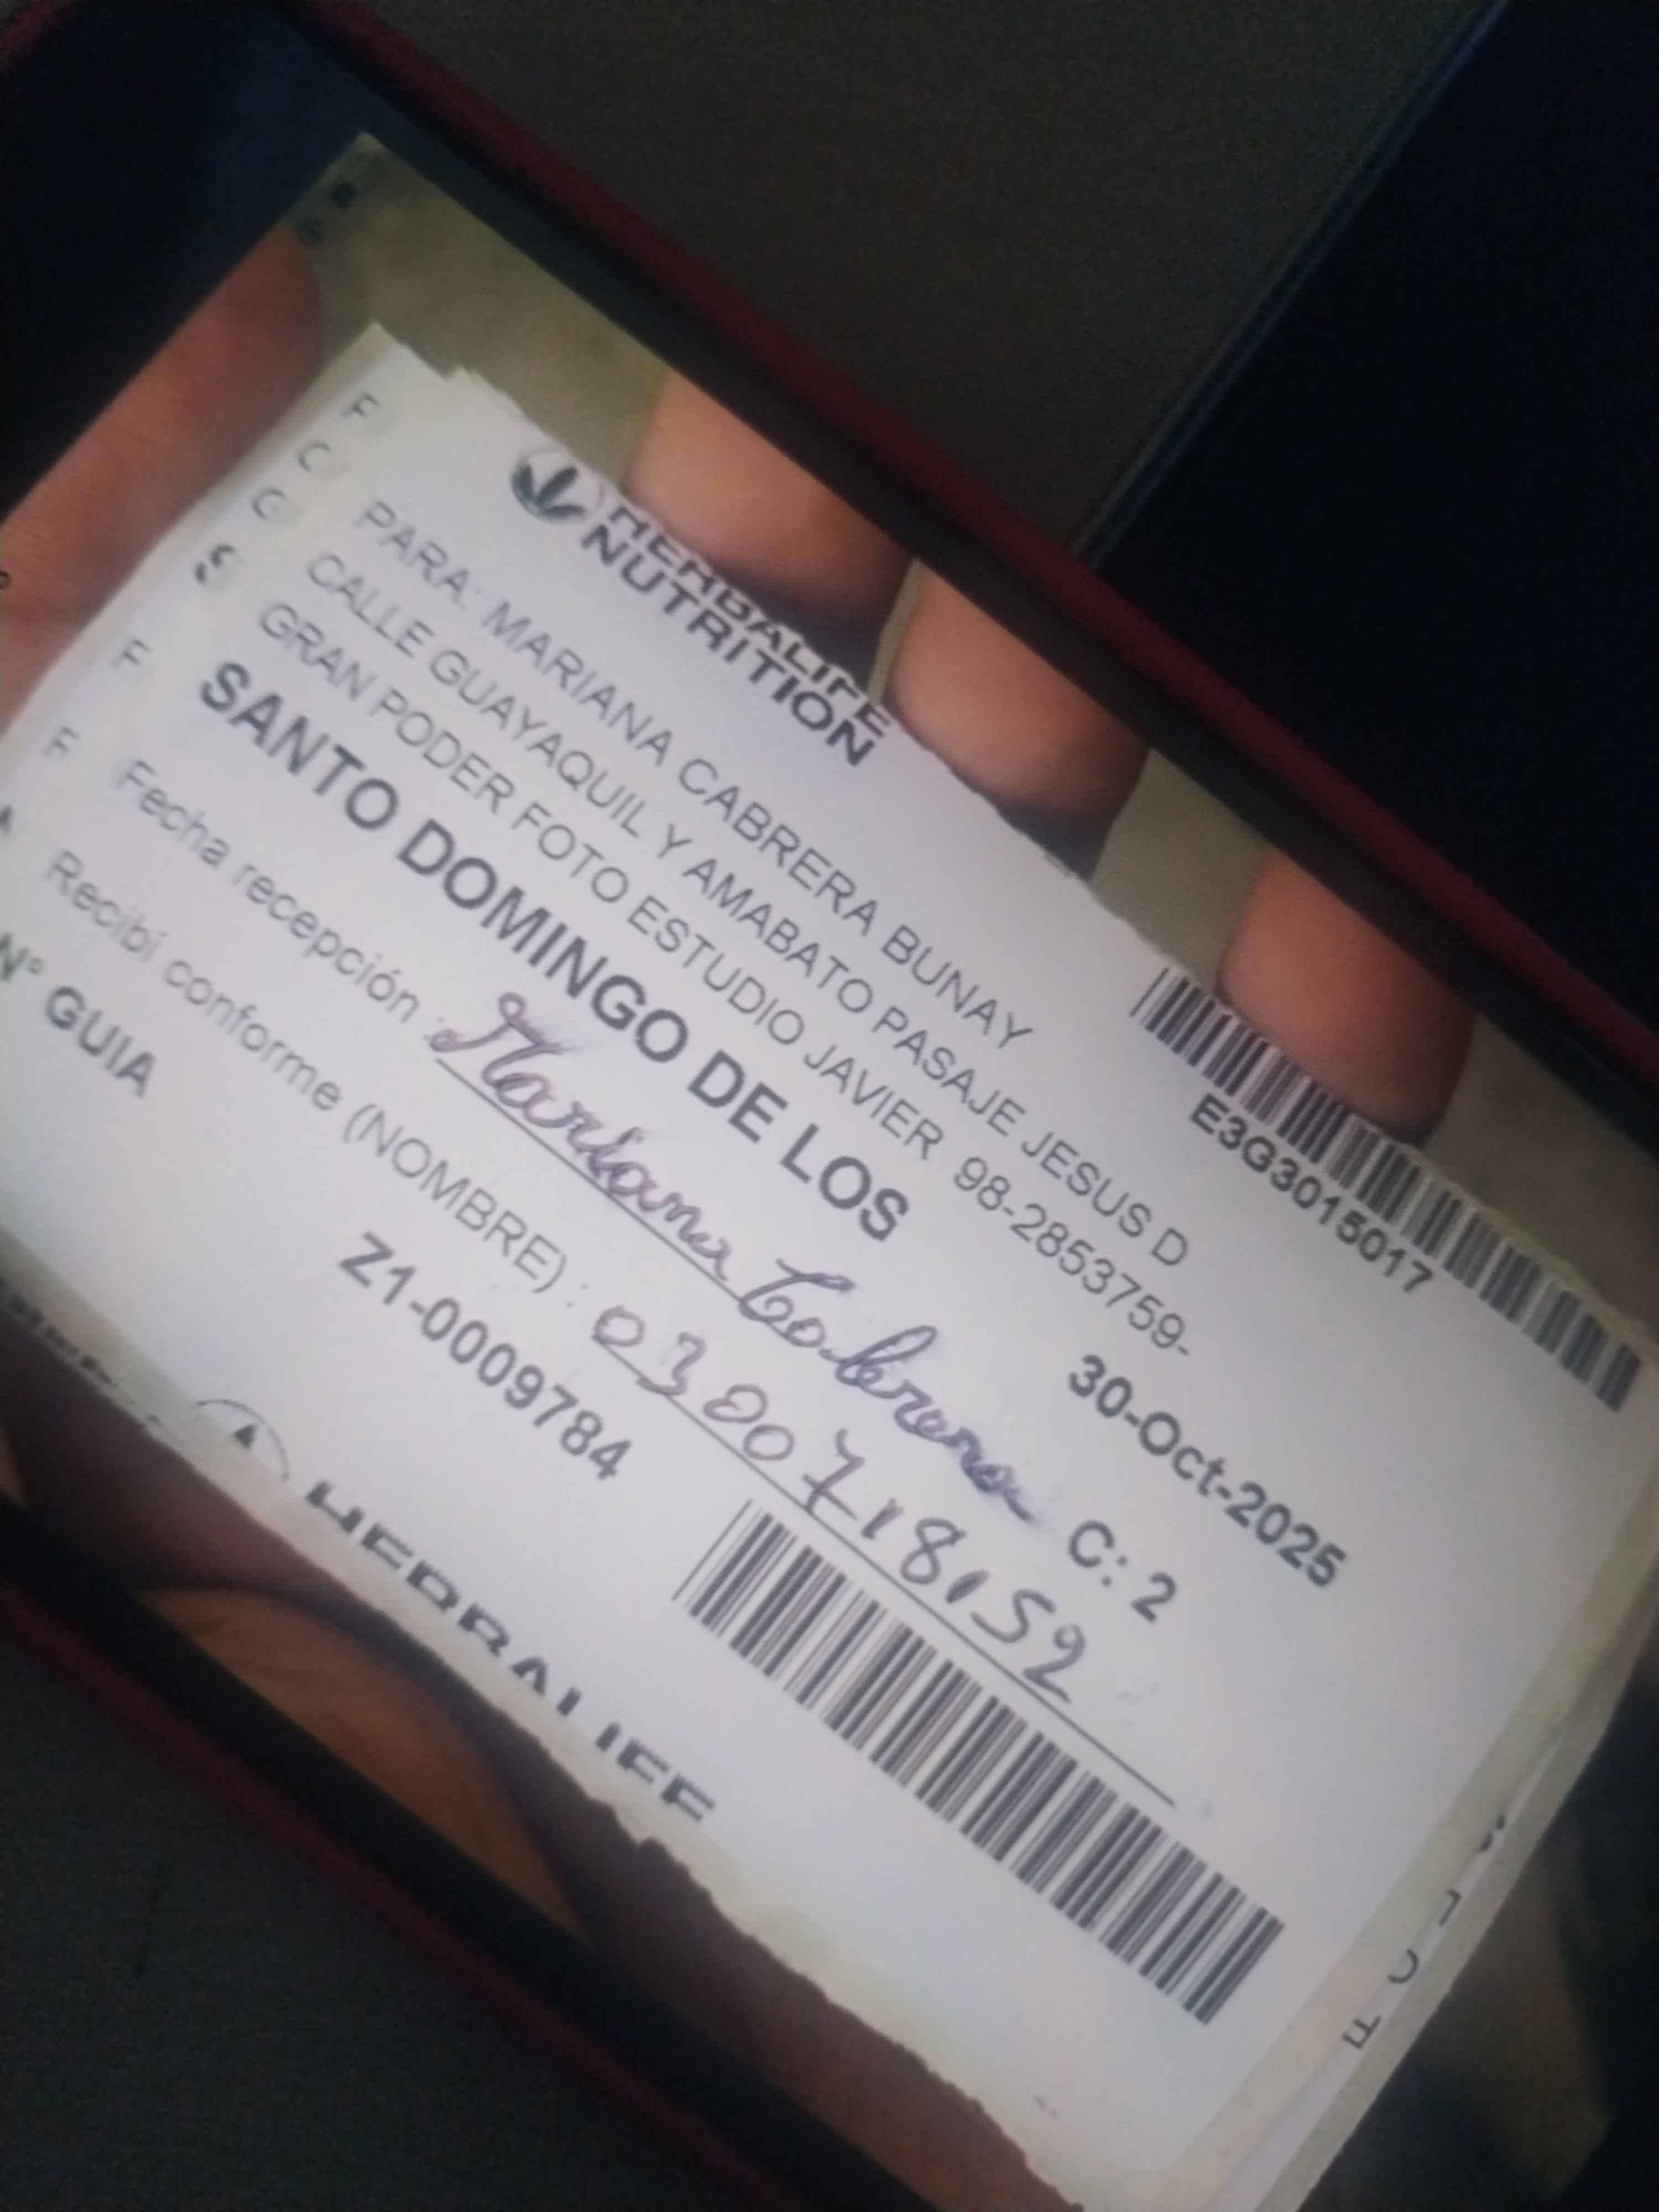 HERBALIFE
NUTRITION
E3G3015017
PARA: MARIANA CABRERA BUNAY
CALLE GUAYAQUIL Y AMABATO PASAJE JESUS D
GRAN PODER FOTO ESTUDIO JAVIER 98-2853759-
SANTO DOMINGO DE LOS
30-Oct-2025
Fecha recepción : Mariana Cabrera C: 2
Recibí conforme (NOMBRE) : 0300718152
N° GUIA
Z1-0009784
HERBALIFE